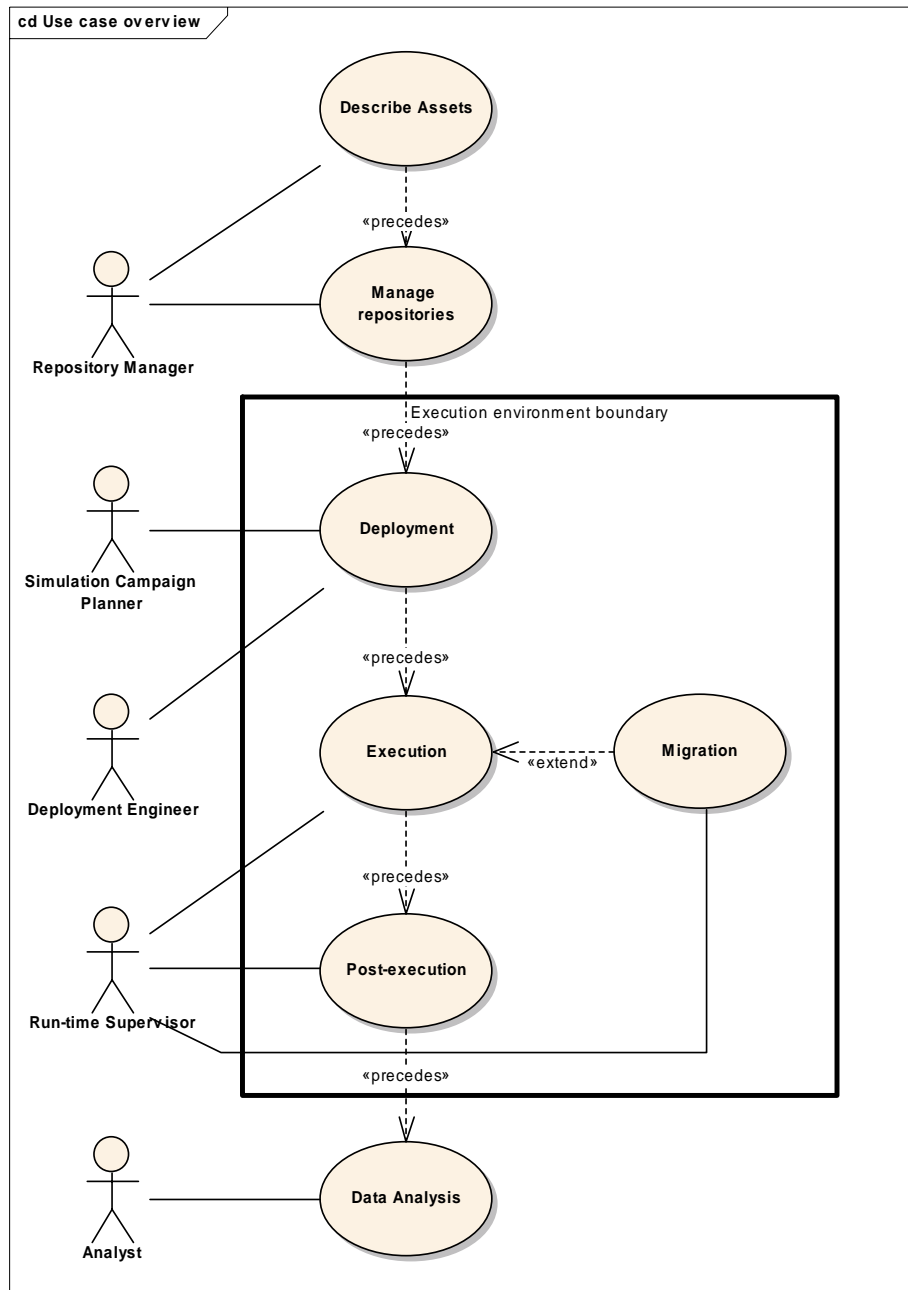 cd Use case overview
Describe Assets
«precedes»
Manage
repositories
Repository Manager
Execution environment boundary
«precedes»
Deployment
Simulation Campaign
Planner
«precedes»
Execution
Migration
«extend»
Deployment Engineer
«precedes»
Post-execution
Run-time Supervisor
«precedes»
Data Analysis
Analyst